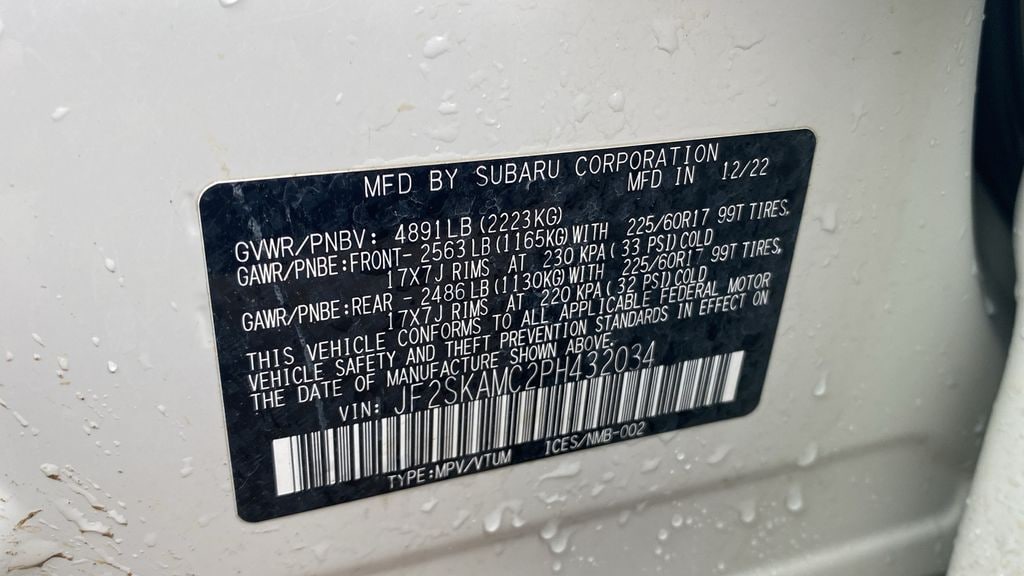 MFD BY SUBARU CORPORATION
MFD IN 12/22
GVWR/PNBV: 4891LB(2223KG)
GAWR/PNBE:FRONT- 2563LB(1165KG)WITH 225/60R17 99T TIRES,
17X7J RIMS AT 230 KPA( 33 PSI)COLD
GAWR/PNBE:REAR - 2486LB(1130KG)WITH 225/60R17 99T TIRES,
17X7J RIMS AT 220 KPA( 32 PSI)COLD
THIS VEHICLE CONFORMS TO ALL APPLICABLE FEDERAL MOTOR
VEHICLE SAFETY AND THEFT PREVENTION STANDARDS IN EFFECT ON
THE DATE OF MANUFACTURE SHOWN ABOVE.
VIN: JF2SKAMC2PH432034
TYPE:MPV/VTUM ICES/NMB-002